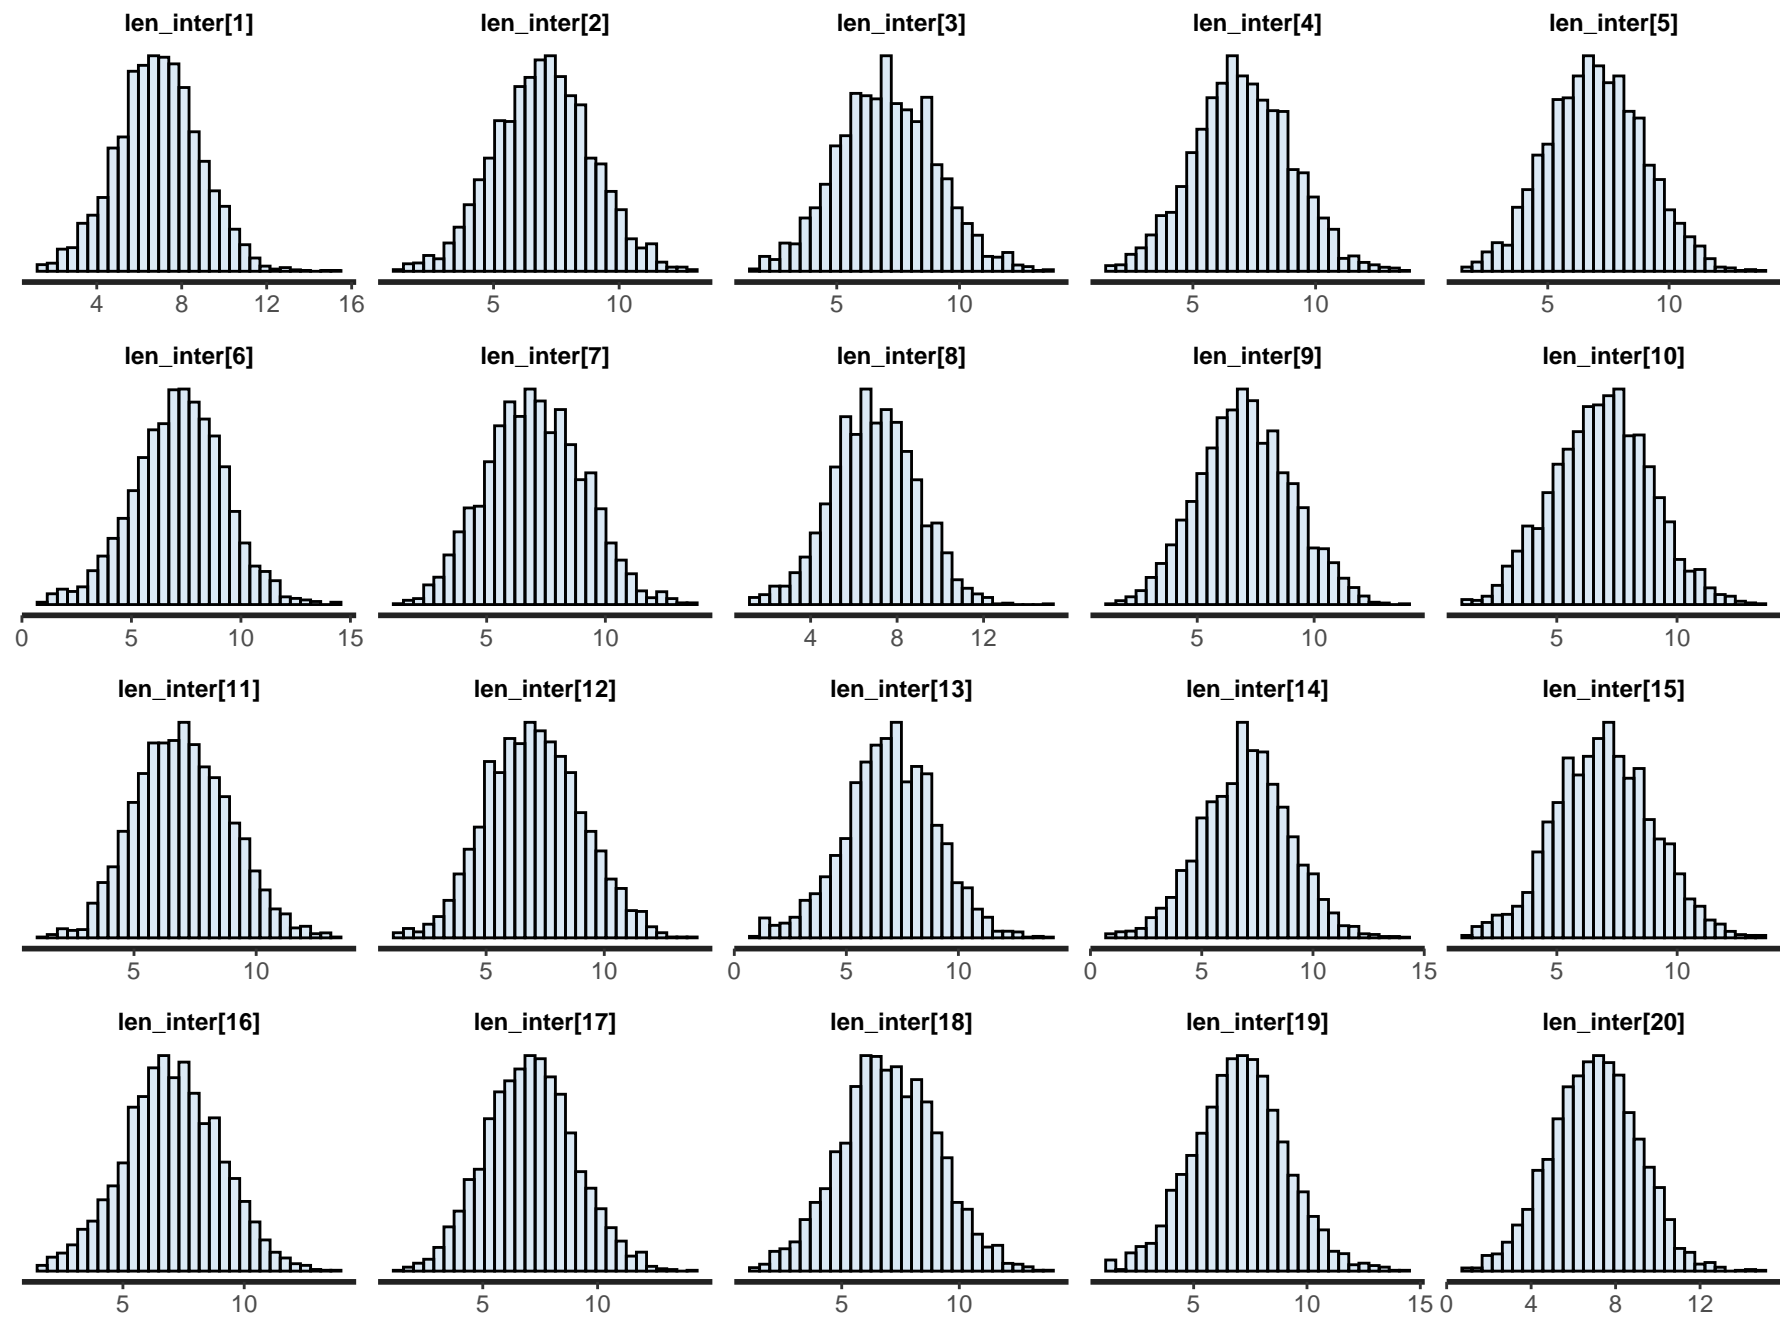 len_inter[1] len_inter[2] len_inter[3] len_inter[4] len_inter[5]
4 8 12 16 5 10 5 10 5 10 5 10
len_inter[6] len_inter[7] len_inter[8] len_inter[9] len_inter[10]
0 5 10 15 5 10 4 8 12 5 10 5 10
len_inter[11] len_inter[12] len_inter[13] len_inter[14] len_inter[15]
5 10 5 10 0 5 10 0 5 10 15 5 10
len_inter[16] len_inter[17] len_inter[18] len_inter[19] len_inter[20]
5 10 5 10 5 10 5 10 15 0 4 8 12